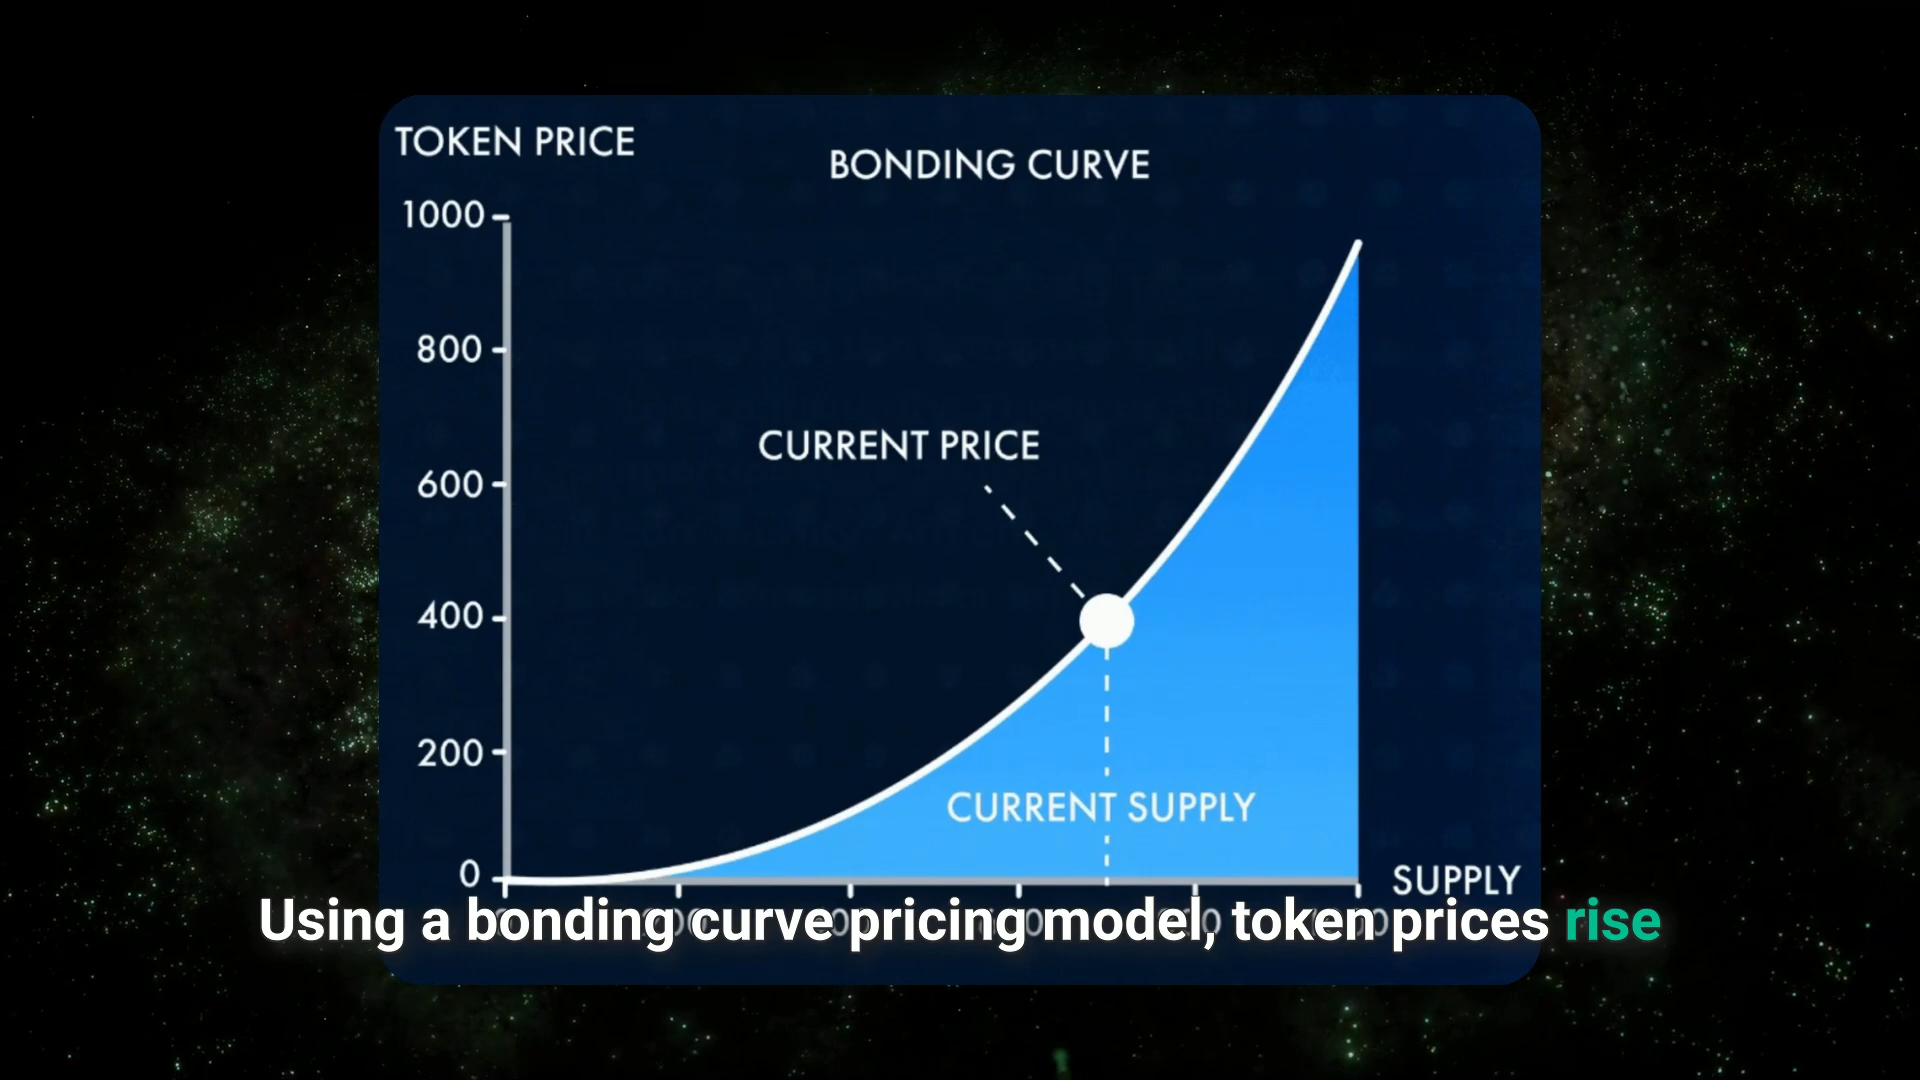 TOKEN PRICE
BONDING CURVE
1000
800
CURRENT PRICE
600
400
200
CURRENT SUPPLY
0
SUPPLY
Using a bonding curve pricing model, token prices rise